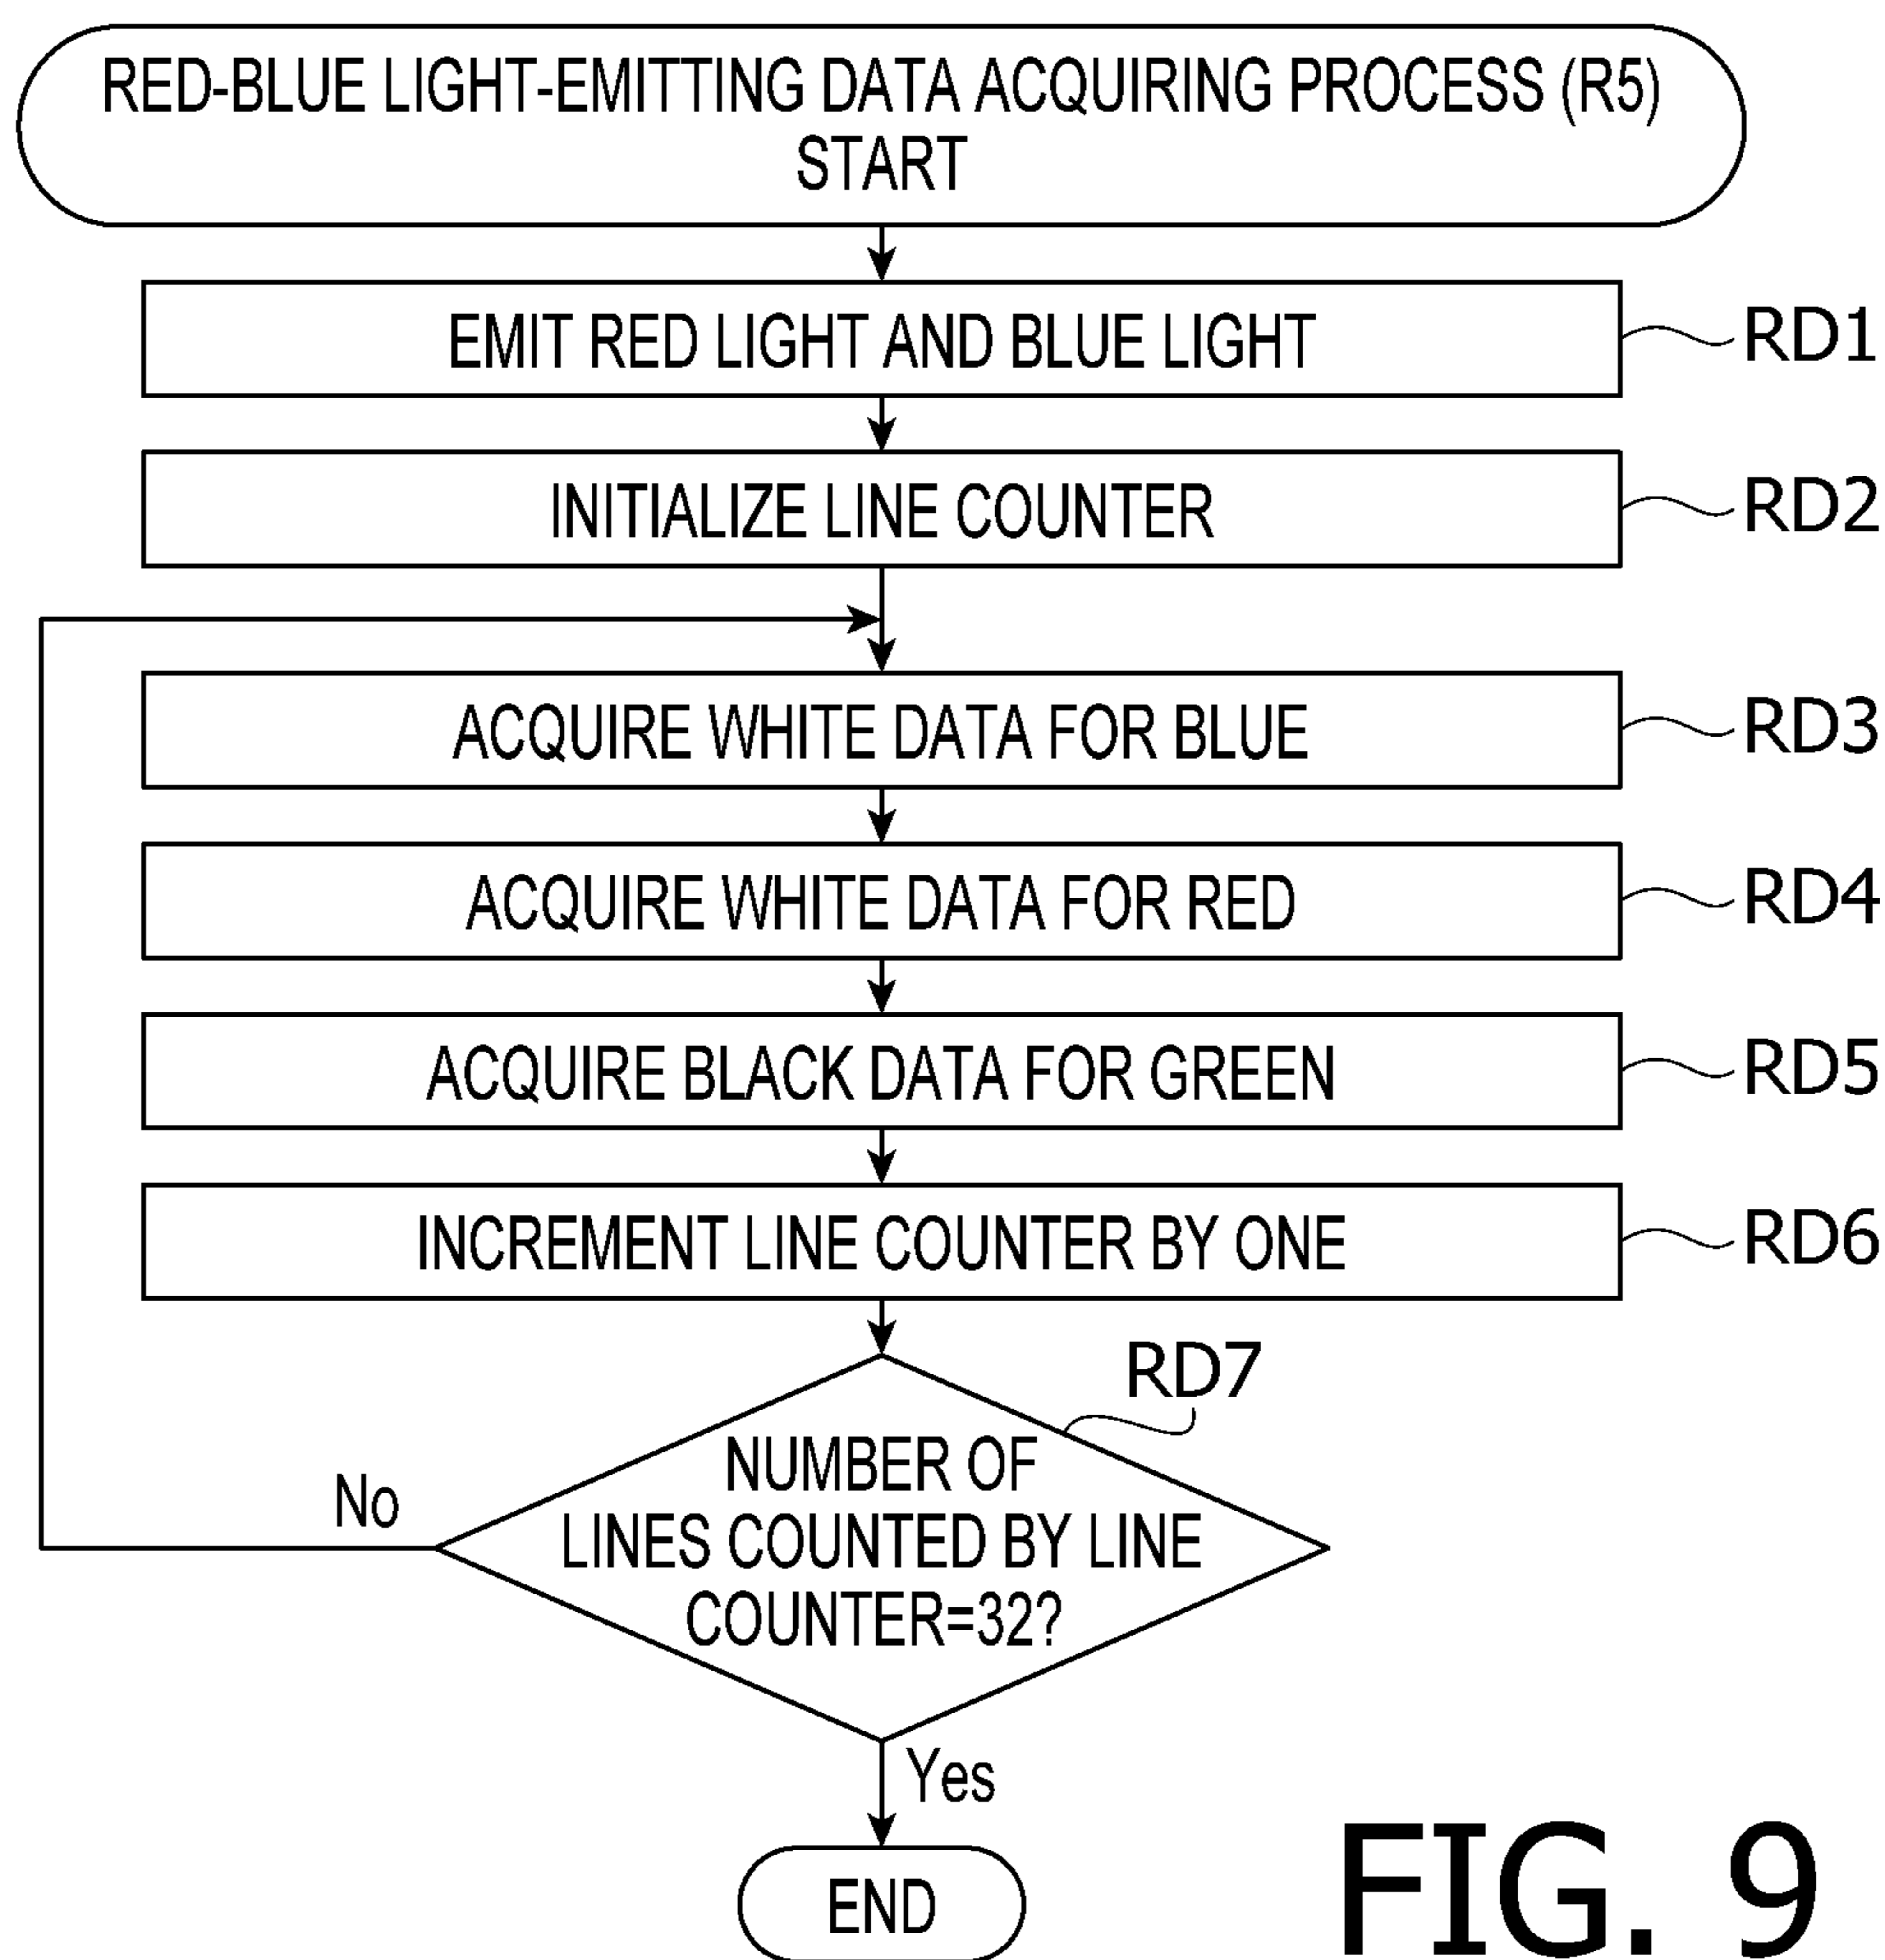 RED-BLUE LIGHT-EMITTING DATA ACQUIRING PROCESS (R5)
START
EMIT RED LIGHT AND BLUE LIGHT
RD1
INITIALIZE LINE COUNTER
RD2
ACQUIRE WHITE DATA FOR BLUE
RD3
ACQUIRE WHITE DATA FOR RED
RD4
ACQUIRE BLACK DATA FOR GREEN
RD5
INCREMENT LINE COUNTER BY ONE
RD6
RD7
NUMBER OF
LINES COUNTED BY LINE
COUNTER=32?
No
Yes
END
FIG. 9